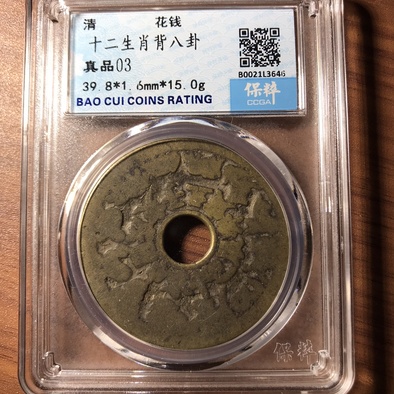 清 花钱
十二生肖背八卦
真品03
39.8*1.6mm*15.0g
BAO CUI COINS RATING
B0021L3646
保粹
CCGA
保粹